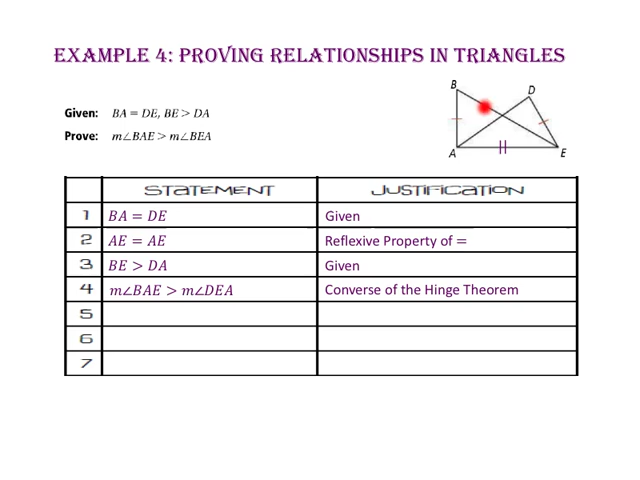 Example 4: Proving Relationships in Triangles
Given: BA = DE, BE > DA
Prove: m∠BAE > m∠BEA
B
D
A
E
Statement Justification
1 BA = DE Given
2 AE = AE Reflexive Property of =
3 BE > DA Given
4 m∠BAE > m∠DEA Converse of the Hinge Theorem
5
6
7